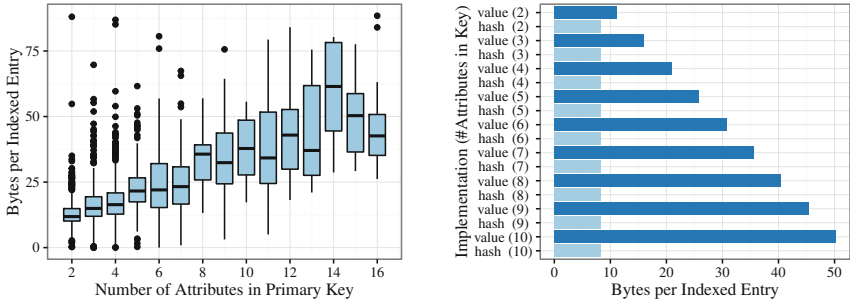 Bytes per Indexed Entry
75
50
25
0
2 4 6 8 10 12 14 16
Number of Attributes in Primary Key
Implementation (#Attributes in Key)
value (2)
hash (2)
value (3)
hash (3)
value (4)
hash (4)
value (5)
hash (5)
value (6)
hash (6)
value (7)
hash (7)
value (8)
hash (8)
value (9)
hash (9)
value (10)
hash (10)
0 10 20 30 40 50
Bytes per Indexed Entry